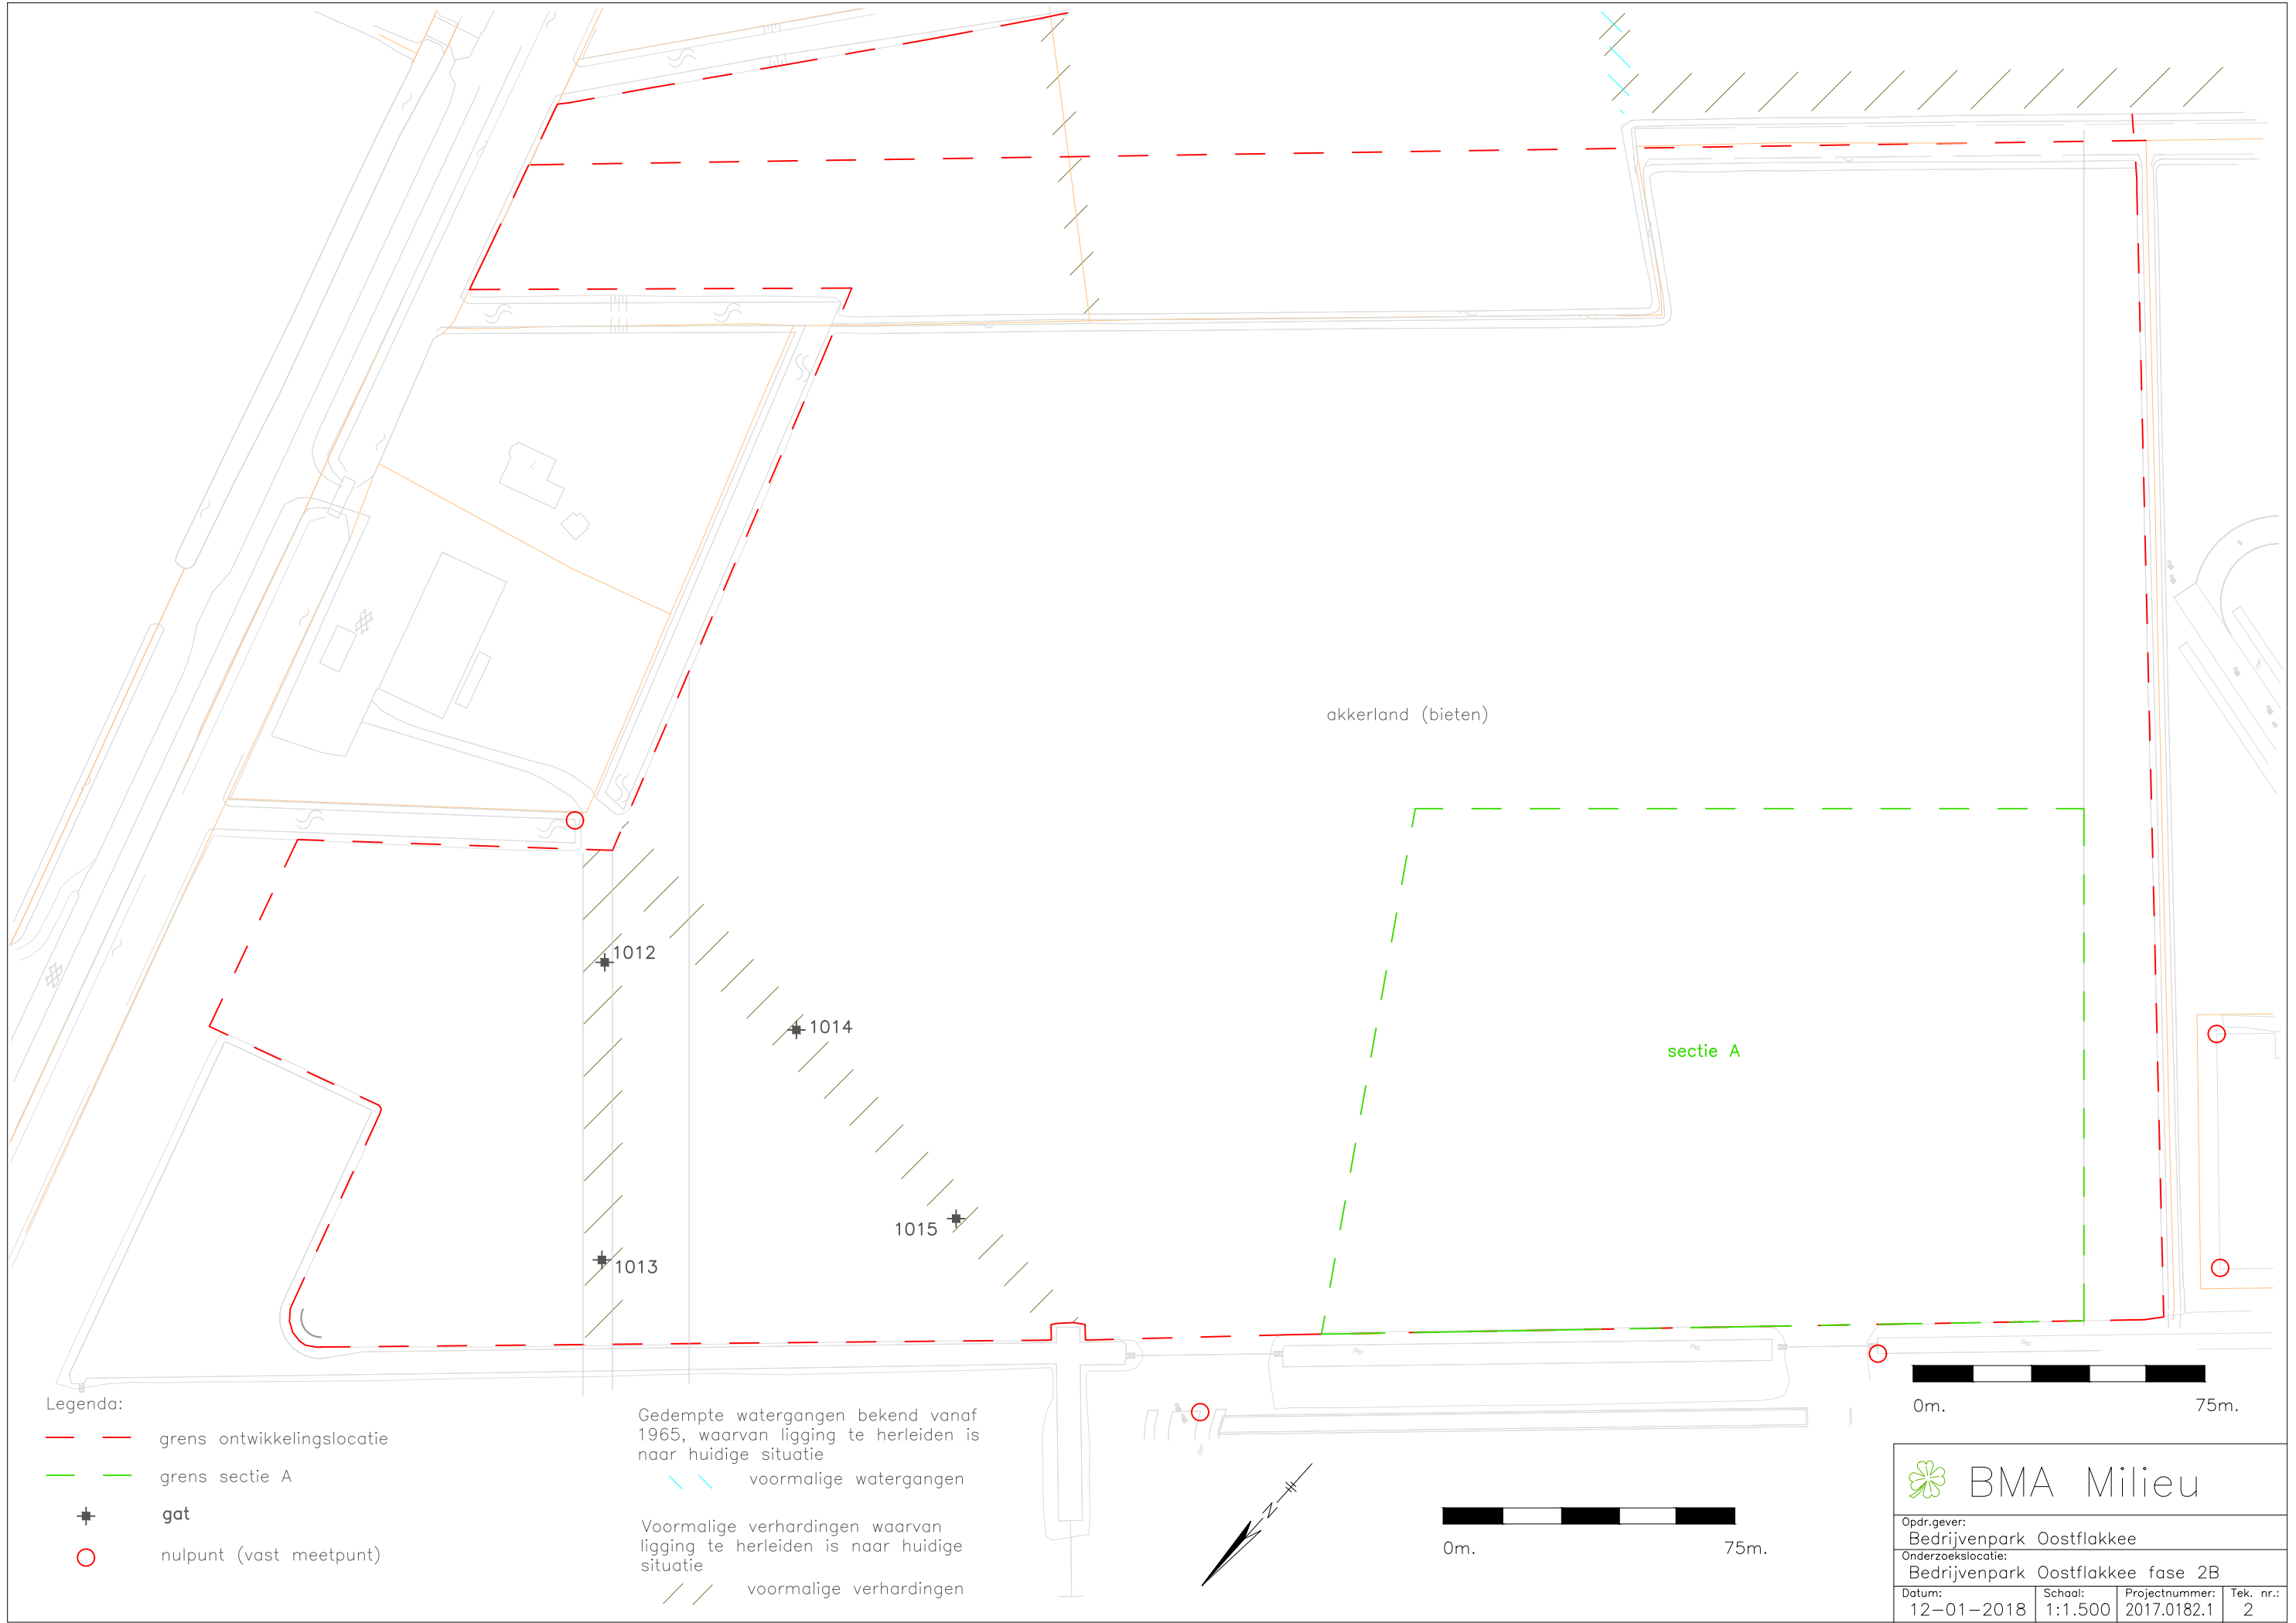 akkerland (bieten)
sectie A
1012
1014
1015
1013
Legenda:
grens ontwikkelingslocatie
grens sectie A
gat
nulpunt (vast meetpunt)
Gedempte watergangen bekend vanaf
1965, waarvan ligging te herleiden is
naar huidige situatie
voormalige watergangen
Voormalige verhardingen waarvan
ligging te herleiden is naar huidige
situatie
voormalige verhardingen
N
0m.
75m.
0m.
75m.
BMA Milieu
Opdr.gever:
Bedrijvenpark Oostflakkee
Onderzoekslocatie:
Bedrijvenpark Oostflakkee fase 2B
Datum:
12-01-2018
Schaal:
1:1.500
Projectnummer:
2017.0182.1
Tek. nr.:
2